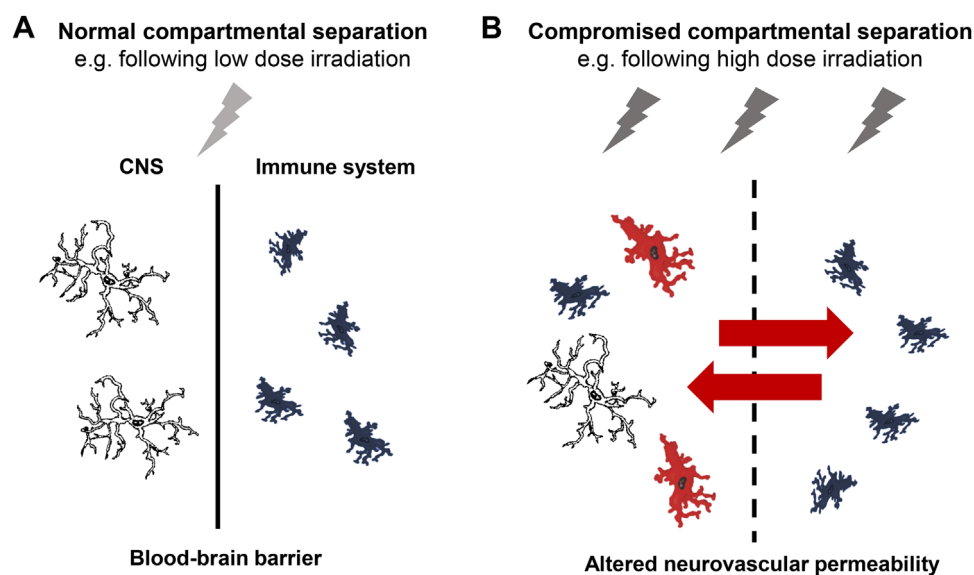 A
Normal compartmental separation
e.g. following low dose irradiation
CNS
Immune system
Blood-brain barrier
B
Compromised compartmental separation
e.g. following high dose irradiation
Altered neurovascular permeability